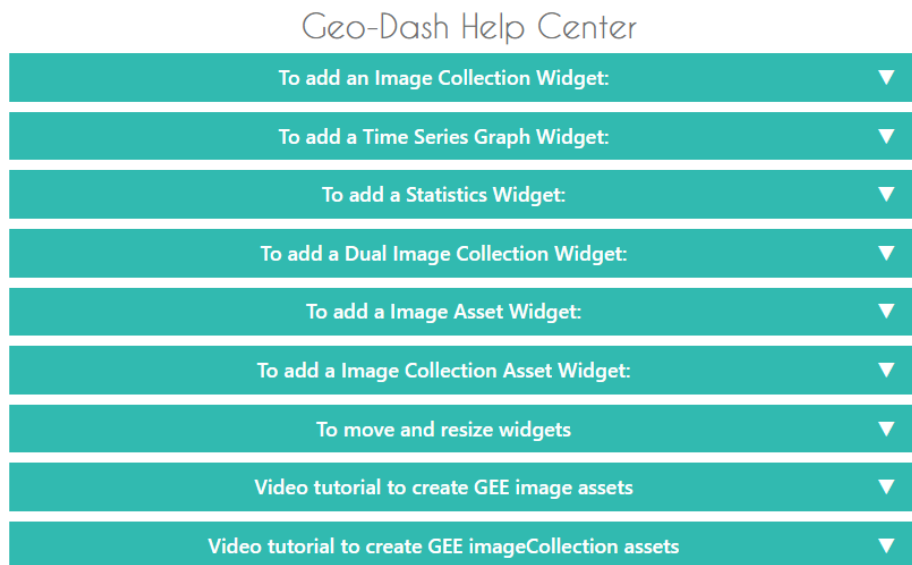 Geo-Dash Help Center
To add an Image Collection Widget:
To add a Time Series Graph Widget:
To add a Statistics Widget:
To add a Dual Image Collection Widget:
To add a Image Asset Widget:
To add a Image Collection Asset Widget:
To move and resize widgets
Video tutorial to create GEE image assets
Video tutorial to create GEE imageCollection assets